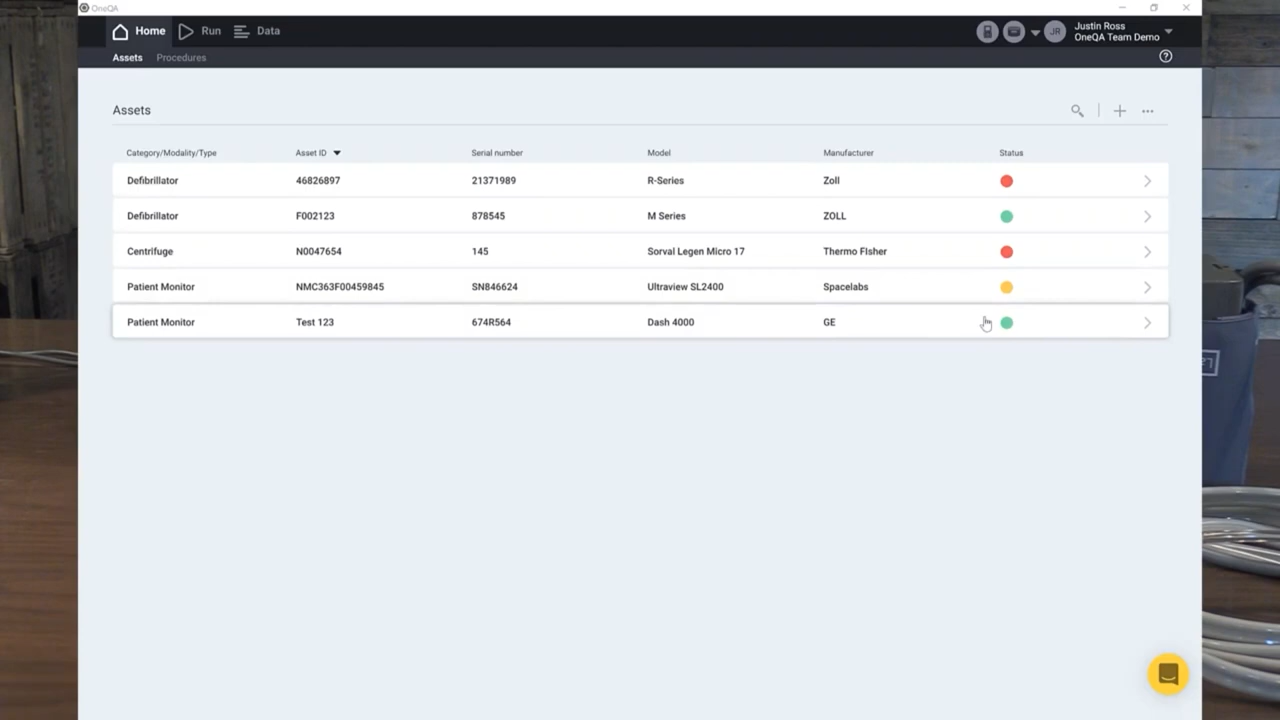 OneQA
Home Run Data
JR Justin Ross
OneQA Team Demo
Assets Procedures
Assets
Category/Modality/Type Asset ID Serial number Model Manufacturer Status
Defibrillator 46826897 21371989 R-Series Zoll
Defibrillator F002123 878545 M Series ZOLL
Centrifuge N0047654 145 Sorval Legen Micro 17 Thermo FIsher
Patient Monitor NMC363F00459845 SN846624 Ultraview SL2400 Spacelabs
Patient Monitor Test 123 674R564 Dash 4000 GE